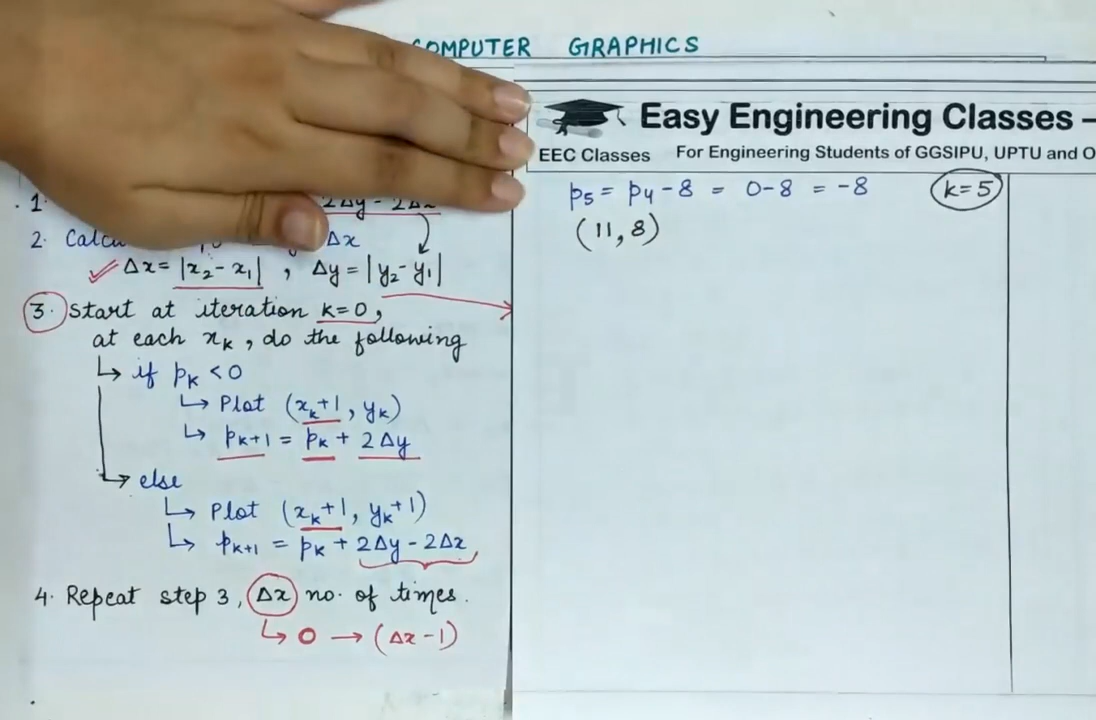 COMPUTER GRAPHICS
Easy Engineering Classes –
EEC Classes For Engineering Students of GGSIPU, UPTU and O
· 1· 2Δy - 2Δx
2. Δx
✓ Δx = |x₂ - x₁| , Δy = |y₂ - y₁|
3. Start at iteration k=0,
at each xₖ, do the following
↳ if pₖ < 0
↳ Plot (xₖ+1, yₖ)
↳ pₖ₊₁ = pₖ + 2Δy
↳ else
↳ Plot (xₖ+1, yₖ+1)
↳ pₖ₊₁ = pₖ + 2Δy - 2Δx
4. Repeat step 3, Δx no. of times.
↳ 0 → (Δx - 1)
p₅ = p₄ - 8 = 0 - 8 = -8 k=5
(11, 8)